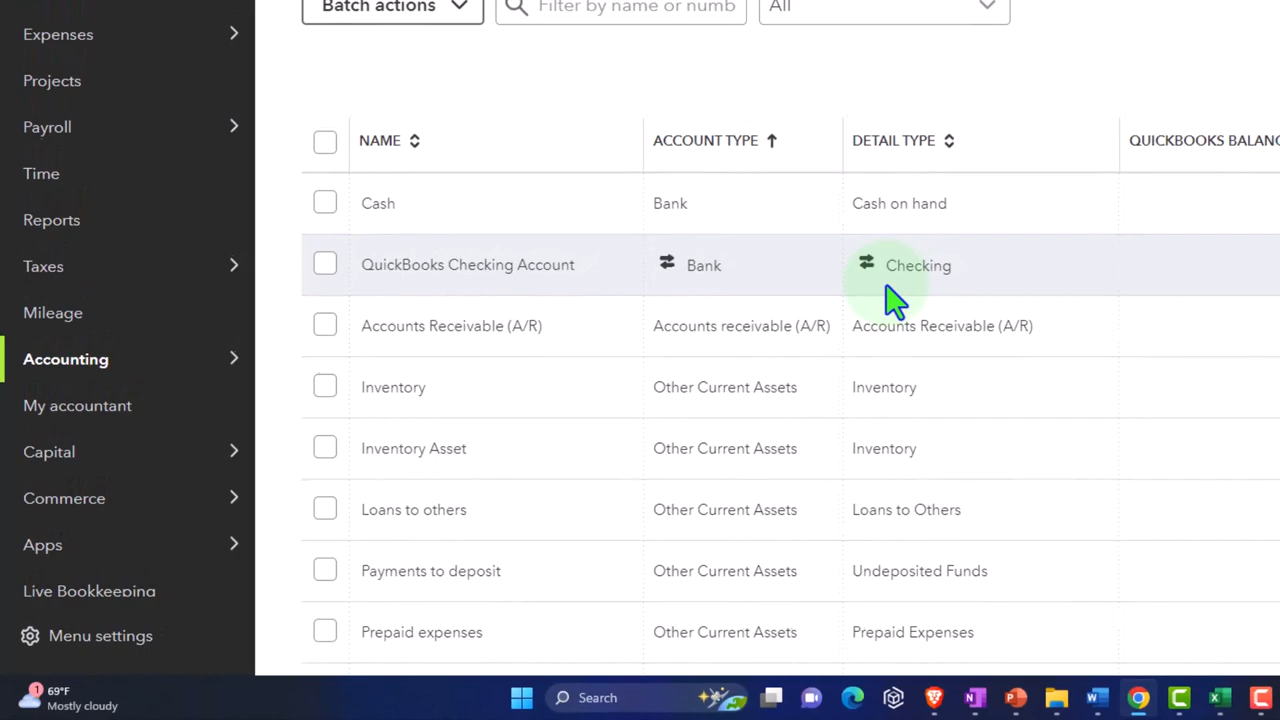 Batch actions
Filter by name or numb
All
Expenses
Projects
Payroll
Time
Reports
Taxes
Mileage
Accounting
My accountant
Capital
Commerce
Apps
Live Bookkeeping
Menu settings
NAME ACCOUNT TYPE DETAIL TYPE QUICKBOOKS BALANC
Cash Bank Cash on hand
QuickBooks Checking Account Bank Checking
Accounts Receivable (A/R) Accounts receivable (A/R) Accounts Receivable (A/R)
Inventory Other Current Assets Inventory
Inventory Asset Other Current Assets Inventory
Loans to others Other Current Assets Loans to Others
Payments to deposit Other Current Assets Undeposited Funds
Prepaid expenses Other Current Assets Prepaid Expenses
1
69°F
Mostly cloudy
Search